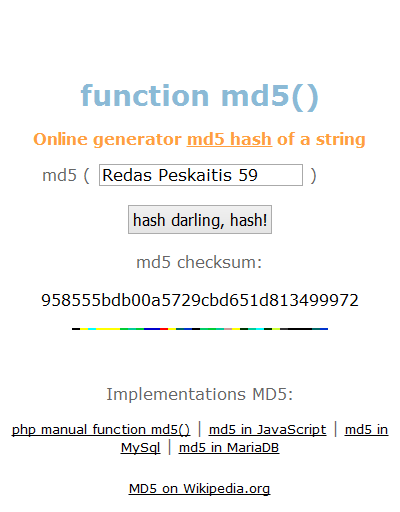 function md5()
Online generator md5 hash of a string
md5 ( Redas Peskaitis 59 )
hash darling, hash!
md5 checksum:
958555bdb00a5729cbd651d813499972
Implementations MD5:
php manual function md5() | md5 in JavaScript | md5 in
MySql | md5 in MariaDB
MD5 on Wikipedia.org